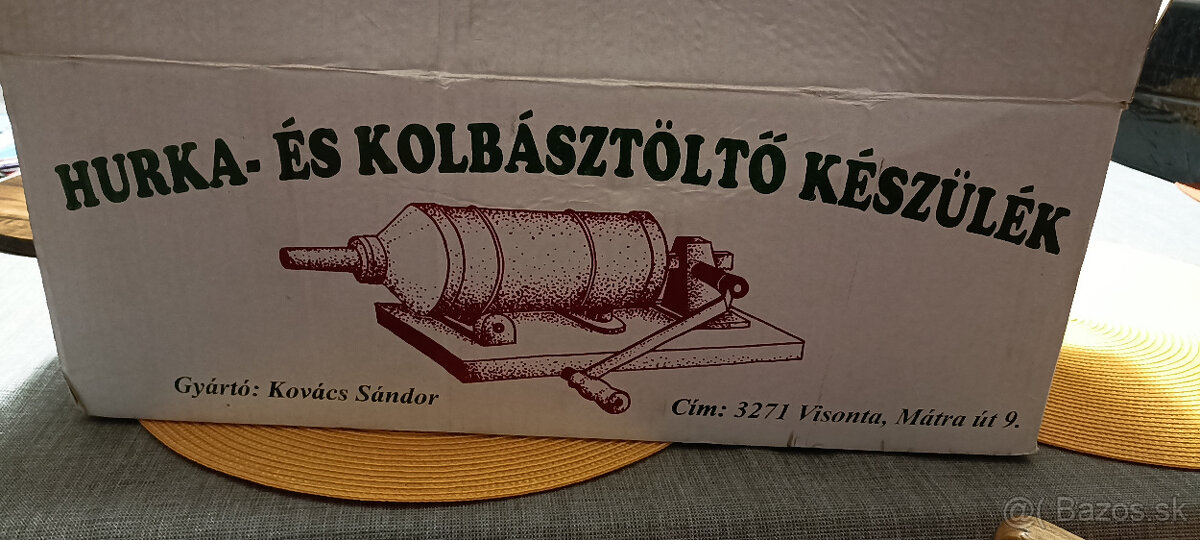 HURKA- ÉS KOLBÁSZTÖLTŐ KÉSZÜLÉK
Gyártó: Kovács Sándor
Cím: 3271 Visonta, Mátra út 9.
@( Bazos.sk